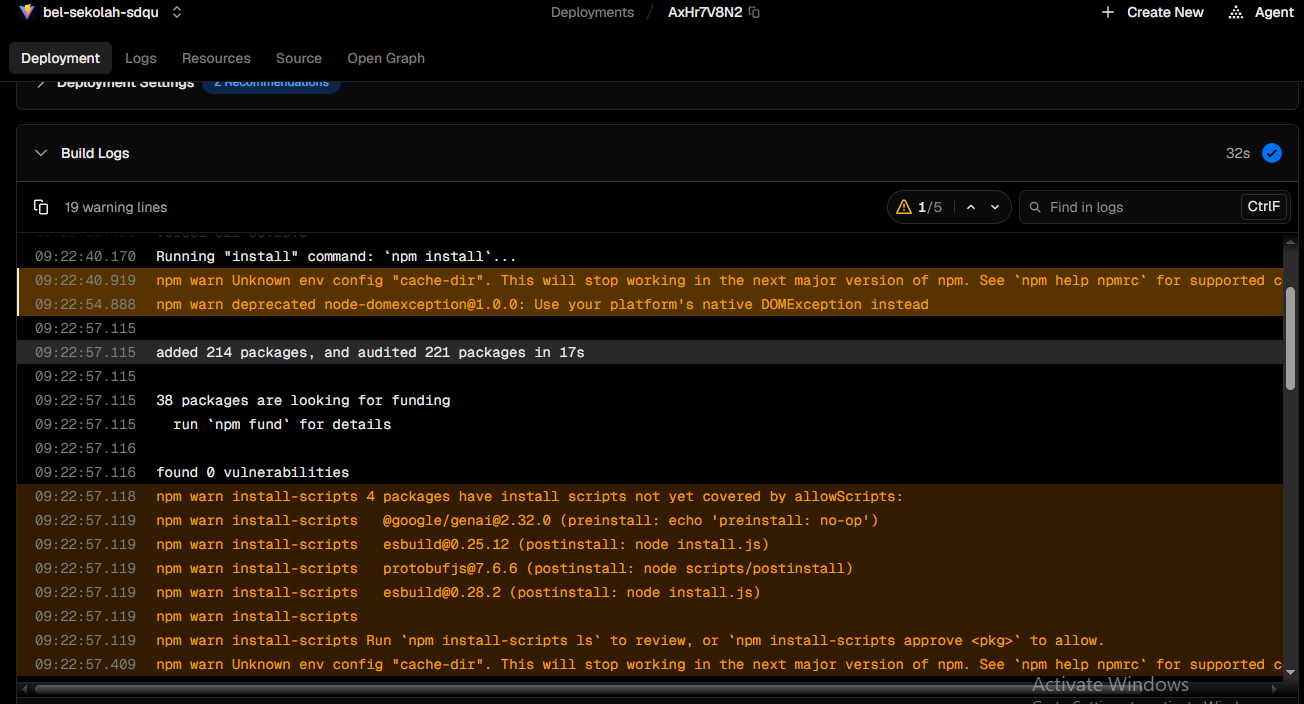 bel-sekolah-sdqu
Deployments / AxHr7V8N2
Create New
Agent
Deployment Logs Resources Source Open Graph
Deployment Settings 2 Recommendations
Build Logs
32s
19 warning lines
1/5
Find in logs
CtrlF
09:22:40.170 Running "install" command: `npm install`...
09:22:40.919 npm warn Unknown env config "cache-dir". This will stop working in the next major version of npm. See `npm help npmrc` for supported c
09:22:54.888 npm warn deprecated node-domexception@1.0.0: Use your platform's native DOMException instead
09:22:57.115
09:22:57.115 added 214 packages, and audited 221 packages in 17s
09:22:57.115
09:22:57.115 38 packages are looking for funding
09:22:57.115 run `npm fund` for details
09:22:57.116
09:22:57.116 found 0 vulnerabilities
09:22:57.118 npm warn install-scripts 4 packages have install scripts not yet covered by allowScripts:
09:22:57.119 npm warn install-scripts @google/genai@2.32.0 (preinstall: echo 'preinstall: no-op')
09:22:57.119 npm warn install-scripts esbuild@0.25.12 (postinstall: node install.js)
09:22:57.119 npm warn install-scripts protobufjs@7.6.6 (postinstall: node scripts/postinstall)
09:22:57.119 npm warn install-scripts esbuild@0.28.2 (postinstall: node install.js)
09:22:57.119 npm warn install-scripts
09:22:57.119 npm warn install-scripts Run `npm install-scripts ls` to review, or `npm install-scripts approve <pkg>` to allow.
09:22:57.409 npm warn Unknown env config "cache-dir". This will stop working in the next major version of npm. See `npm help npmrc` for supported c
Activate Windows